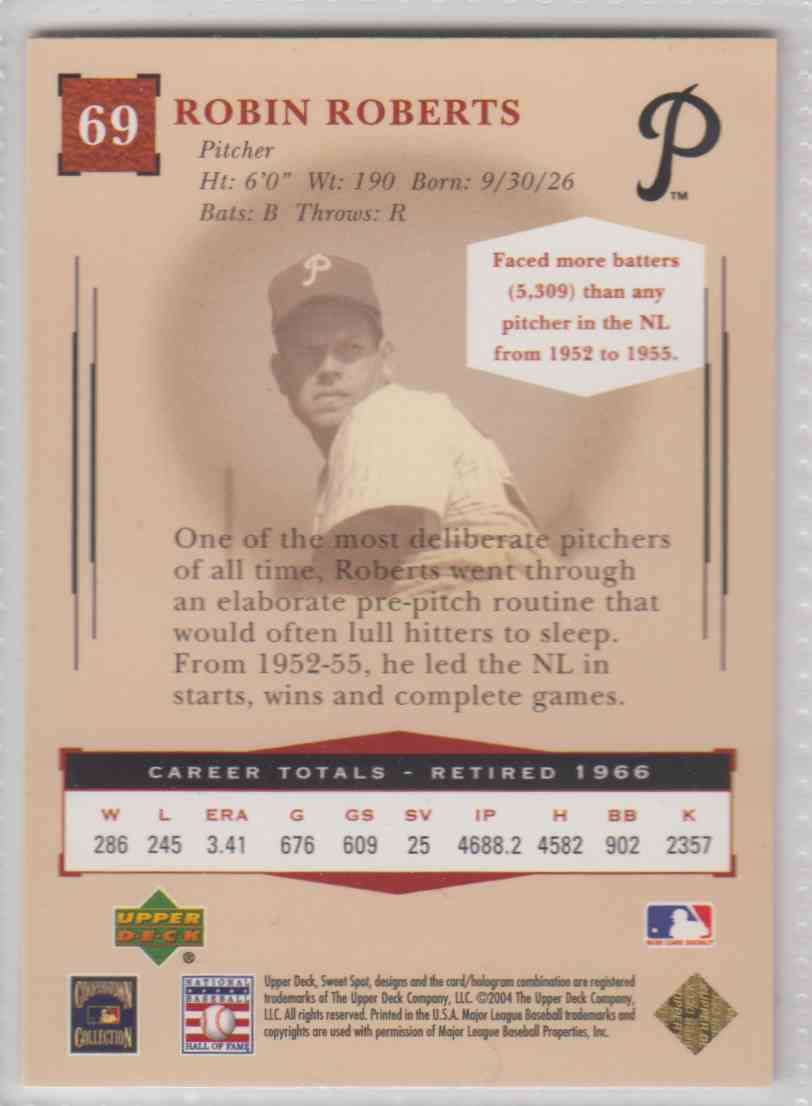 69
ROBIN ROBERTS
Pitcher
Ht: 6'0" Wt: 190 Born: 9/30/26
Bats: B Throws: R
P
TM
P
Faced more batters
(5,309) than any
pitcher in the NL
from 1952 to 1955.
One of the most deliberate pitchers
of all time, Roberts went through
an elaborate pre-pitch routine that
would often lull hitters to sleep.
From 1952-55, he led the NL in
starts, wins and complete games.
CAREER TOTALS - RETIRED 1966
W L ERA G GS SV IP H BB K
286 245 3.41 676 609 25 4688.2 4582 902 2357
UPPER
DECK
®
MAJOR LEAGUE BASEBALL
COOPERSTOWN
COLLECTION
NATIONAL
BASEBALL
HALL OF FAME
Upper Deck, Sweet Spot, designs and the card/hologram combination are registered
trademarks of The Upper Deck Company, LLC. ©2004 The Upper Deck Company,
LLC. All rights reserved. Printed in the U.S.A. Major League Baseball trademarks and
copyrights are used with permission of Major League Baseball Properties, Inc.